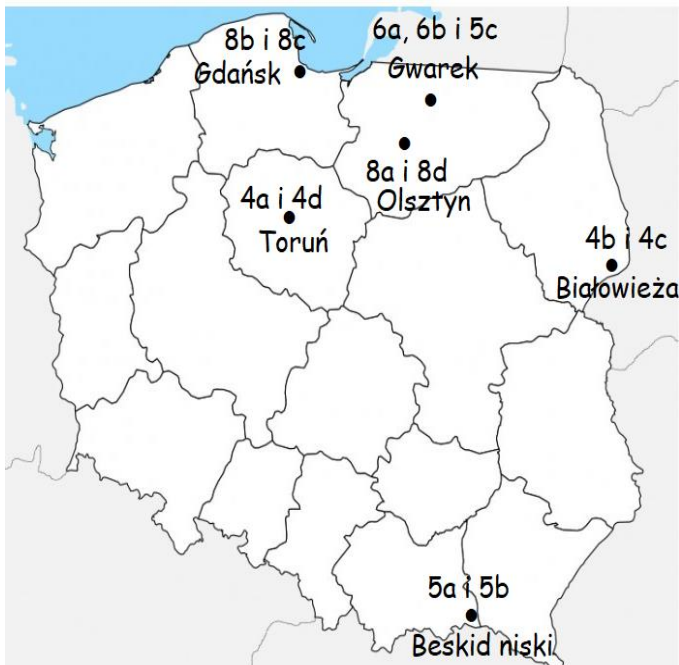 8b i 8c
Gdańsk
6a, 6b i 5c
Gwarek
8a i 8d
Olsztyn
4a i 4d
Toruń
4b i 4c
Białowieża
5a i 5b
Beskid niski